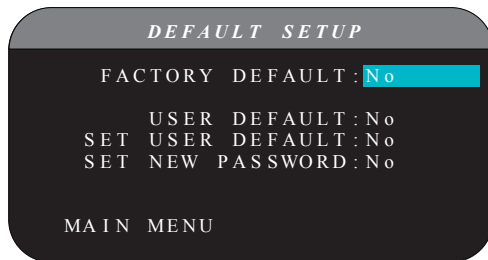 DEFAULT SETUP
FACTORY DEFAULT:No
USER DEFAULT:No
SET USER DEFAULT:No
SET NEW PASSWORD:No
MAIN MENU